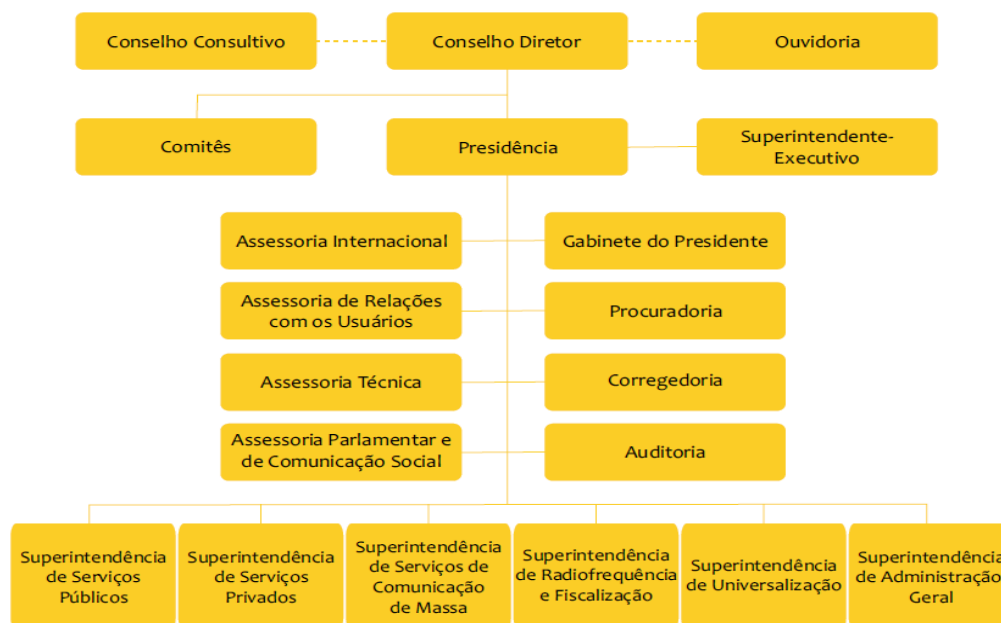 Conselho Consultivo
Conselho Diretor
Ouvidoria
Comitês
Presidência
Superintendente-
Executivo
Assessoria Internacional
Gabinete do Presidente
Assessoria de Relações
com os Usuários
Procuradoria
Assessoria Técnica
Corregedoria
Assessoria Parlamentar e
de Comunicação Social
Auditoria
Superintendência
de Serviços
Públicos
Superintendência
de Serviços
Privados
Superintendência
de Serviços de
Comunicação
de Massa
Superintendência
de Radiofrequência
e Fiscalização
Superintendência
de Universalização
Superintendência
de Administração
Geral